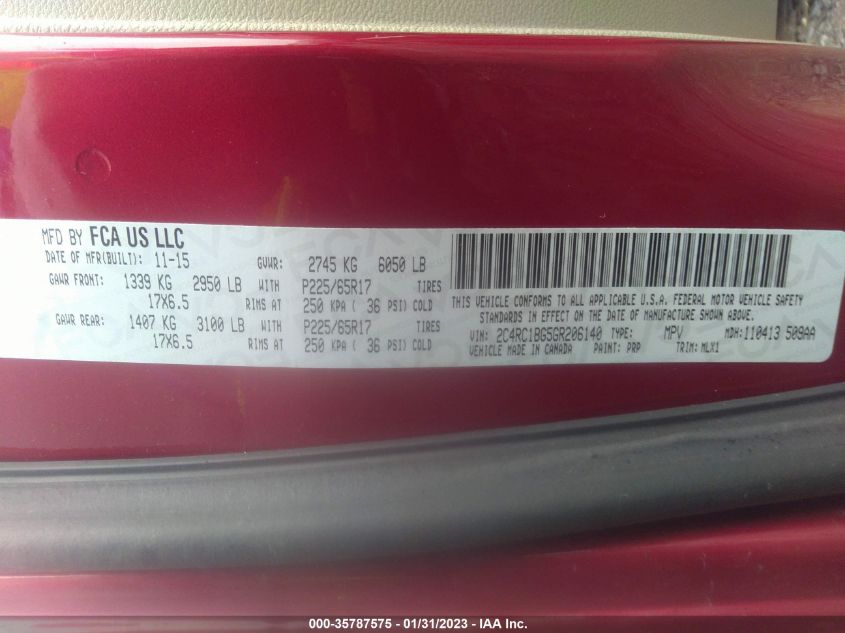 MFD BY FCA US LLC
DATE OF MFR(BUILT): 11-15 GVWR: 2745 KG 6050 LB
GAWR FRONT: 1339 KG 2950 LB WITH P225/65R17 TIRES
17X6.5 RIMS AT 250 KPA ( 36 PSI) COLD
GAWR REAR: 1407 KG 3100 LB WITH P225/65R17 TIRES
17X6.5 RIMS AT 250 KPA ( 36 PSI) COLD
THIS VEHICLE CONFORMS TO ALL APPLICABLE U.S.A. FEDERAL MOTOR VEHICLE SAFETY
STANDARDS IN EFFECT ON THE DATE OF MANUFACTURE SHOWN ABOVE.
VIN: 2C4RC1BG5GR206140 TYPE: MPV MDH: 110413 509AA
VEHICLE MADE IN CANADA PAINT: PRP TRIM: MLX1
000-35787575 - 01/31/2023 - IAA Inc.